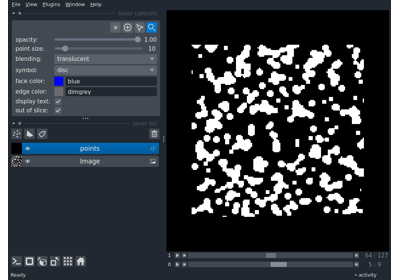 File View Plugins Window Help
layer controls
opacity: 1.00
point size: 10
blending: translucent
symbol: disc
face color: blue
edge color: dimgrey
display text:
out of slice:
layer list
points
Image
1 64 127
0 5 9
Ready
activity